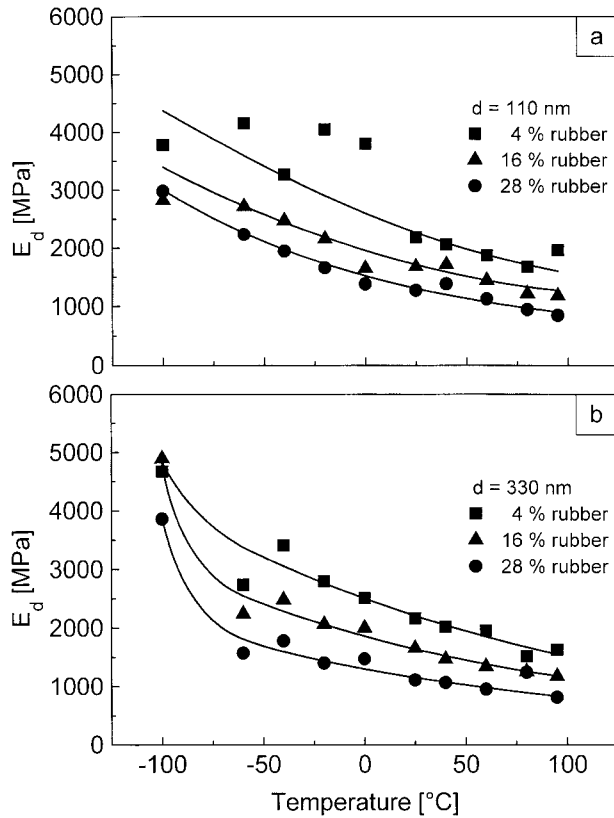 6000
a
5000
d = 110 nm
4 % rubber
4000
16 % rubber
28 % rubber
3000
E_d [MPa]
2000
1000
0
6000
b
5000
d = 330 nm
4 % rubber
4000
16 % rubber
28 % rubber
3000
E_d [MPa]
2000
1000
0
-100 -50 0 50 100
Temperature [°C]